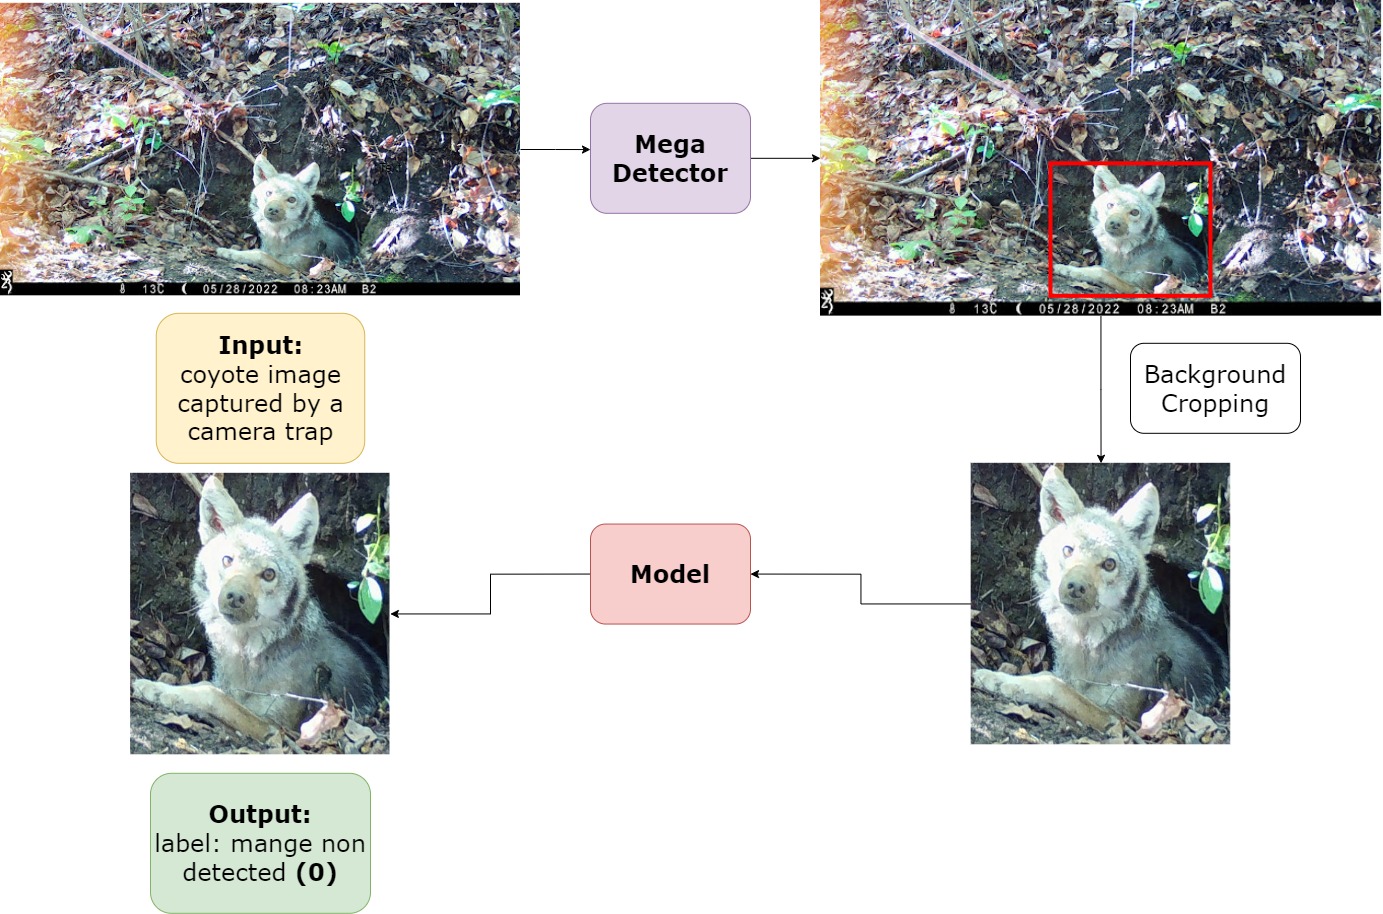 Mega
Detector
13C 05/28/2022 08:23AM B2
13C 05/28/2022 08:23AM B2
Input:
coyote image
captured by a
camera trap
Background
Cropping
Model
Output:
label: mange non
detected (0)